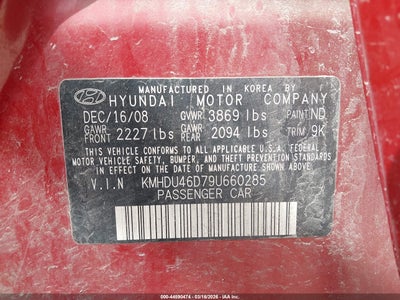 MANUFACTURED IN KOREA BY
HYUNDAI MOTOR COMPANY
DEC/16/08 GVWR 3869 lbs PAINT ND
GAWR FRONT 2227 lbs GAWR REAR 2094 lbs TRIM 9K
THIS VEHICLE CONFORMS TO ALL APPLICABLE U.S.A. FEDERAL
MOTOR VEHICLE SAFETY, BUMPER, AND THEFT PREVENTION
STANDARDS IN EFFECT ON THE DATE OF MANUFACTURE SHOWN ABOVE.
V.I.N KMHDU46D79U660285
PASSENGER CAR
000-44690474 | 03/18/2026 | © IAA Inc.